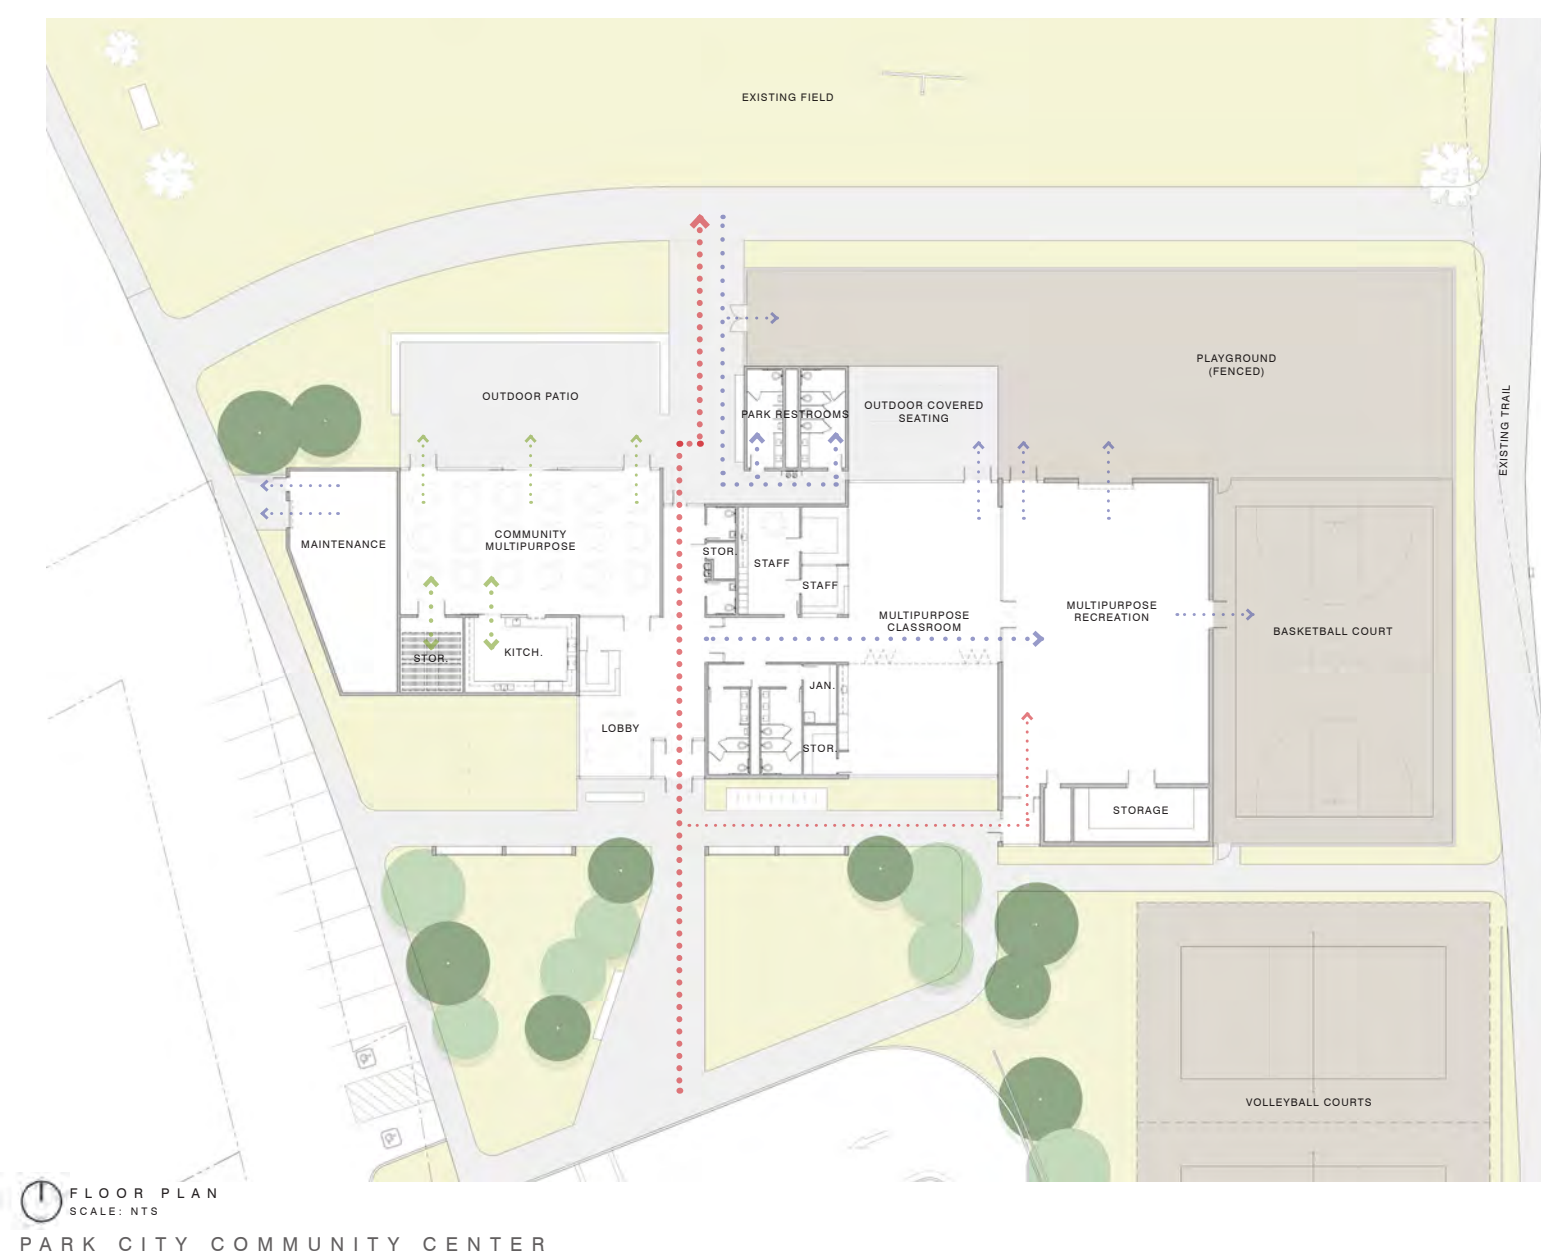 EXISTING FIELD
PLAYGROUND
(FENCED)
EXISTING TRAIL
OUTDOOR PATIO
PARK RESTROOMS
OUTDOOR COVERED
SEATING
MAINTENANCE
COMMUNITY
MULTIPURPOSE
STOR.
STAFF
STAFF
MULTIPURPOSE
CLASSROOM
MULTIPURPOSE
RECREATION
BASKETBALL COURT
STOR.
KITCH.
JAN.
LOBBY
STOR.
STORAGE
VOLLEYBALL COURTS
FLOOR PLAN
SCALE: NTS
PARK CITY COMMUNITY CENTER